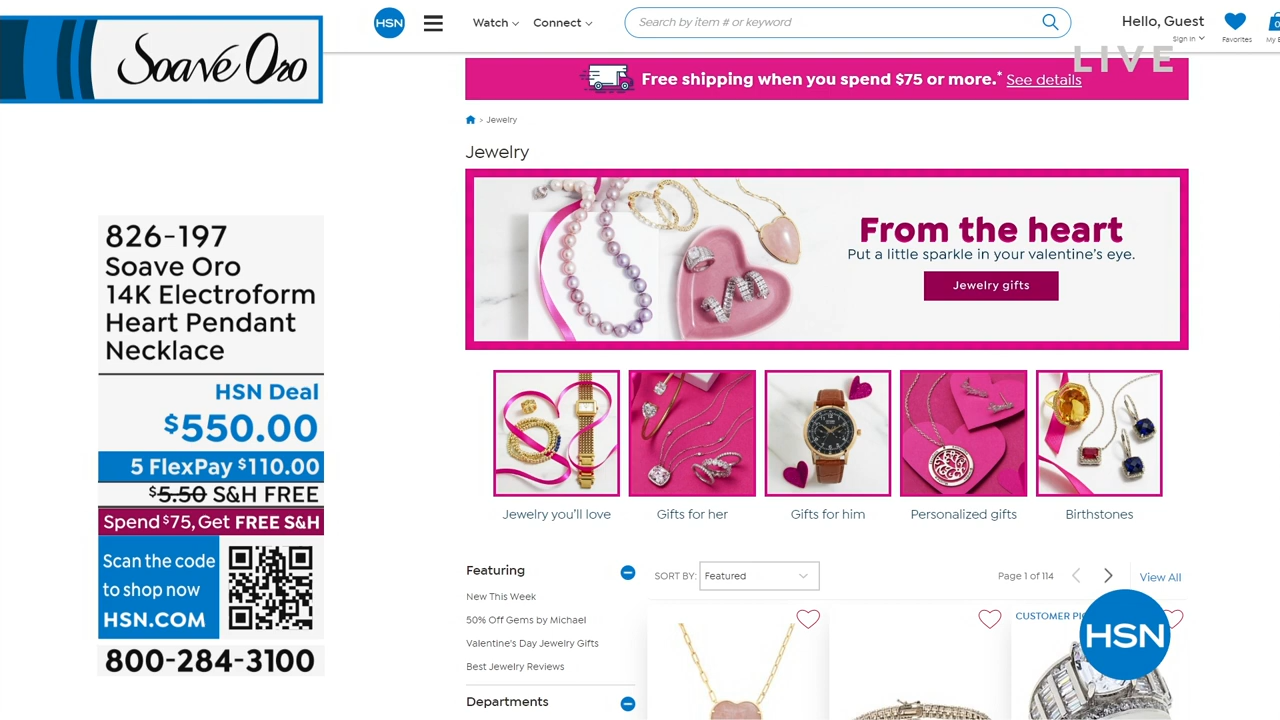 Soave Oro
826-197
Soave Oro
14K Electroform
Heart Pendant
Necklace
HSN Deal
$550.00
5 FlexPay $110.00
$5.50 S&H FREE
Spend $75, Get FREE S&H
Scan the code
to shop now
HSN.COM
800-284-3100
HSN
Watch
Connect
Search by item # or keyword
Hello, Guest
Sign In
Favorites
LIVE
Free shipping when you spend $75 or more.* See details
> Jewelry
Jewelry
From the heart
Put a little sparkle in your valentine's eye.
Jewelry gifts
Jewelry you'll love
Gifts for her
Gifts for him
Personalized gifts
Birthstones
Featuring
New This Week
50% Off Gems by Michael
Valentine's Day Jewelry Gifts
Best Jewelry Reviews
Departments
SORT BY: Featured
Page 1 of 114
View All
CUSTOMER
HSN